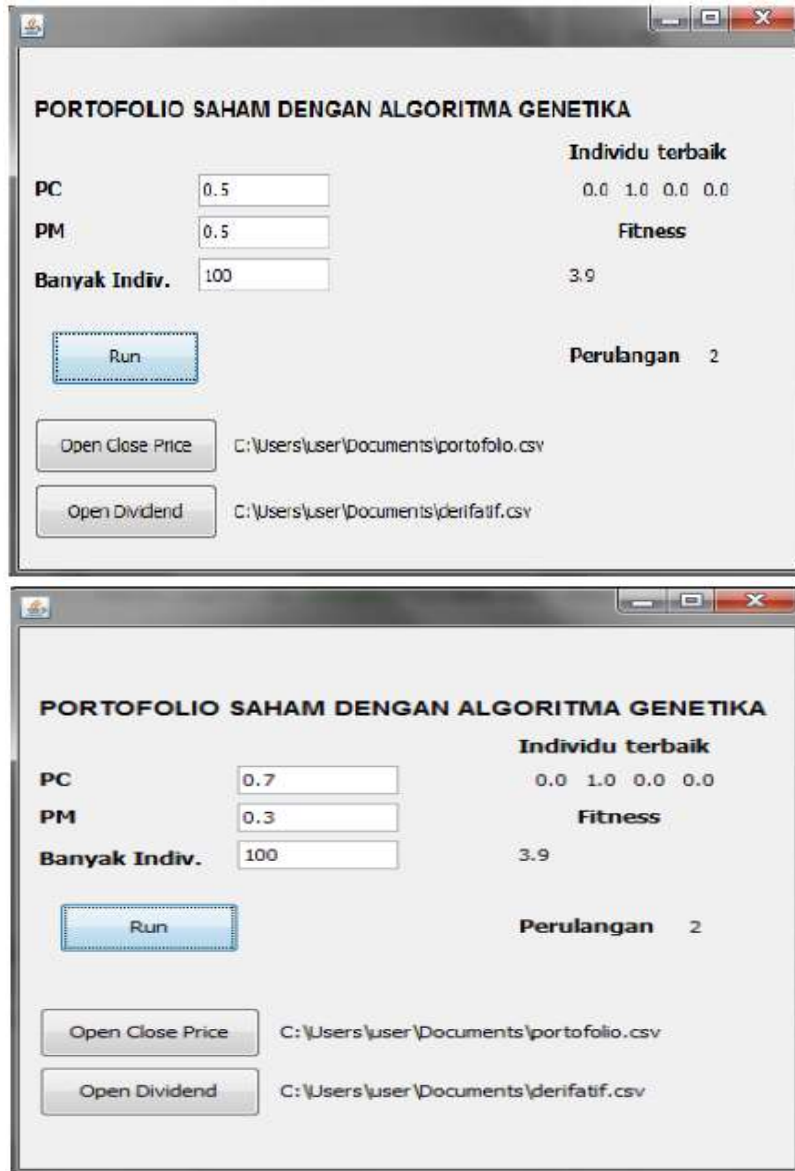 PORTOFOLIO SAHAM DENGAN ALGORITMA GENETIKA
Individu terbaik
PC 0.5 0.0 1.0 0.0 0.0
PM 0.5 Fitness
Banyak Indiv. 100 3.9
Run Perulangan 2
Open Close Price C:\Users\user\Documents\portofolio.csv
Open Dividend C:\Users\user\Documents\derifatif.csv
PORTOFOLIO SAHAM DENGAN ALGORITMA GENETIKA
Individu terbaik
PC 0.7 0.0 1.0 0.0 0.0
PM 0.3 Fitness
Banyak Indiv. 100 3.9
Run Perulangan 2
Open Close Price C:\Users\user\Documents\portofolio.csv
Open Dividend C:\Users\user\Documents\derifatif.csv